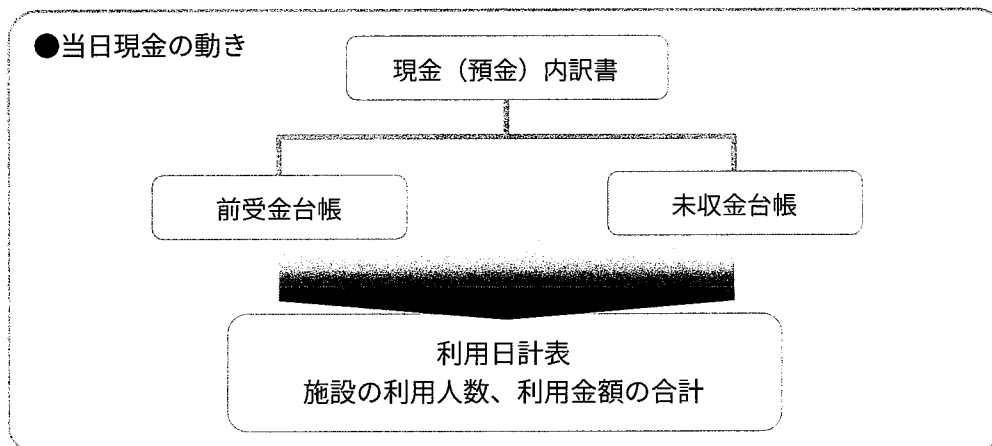 ●当日現金の動き
現金（預金）内訳書
前受金台帳
未収金台帳
利用日計表
施設の利用人数、利用金額の合計